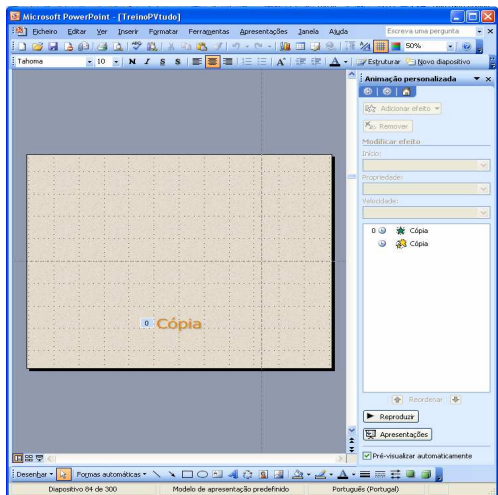 Microsoft PowerPoint - [TreinoPVtudo]
Ficheiro Editar Ver Inserir Formatar Ferramentas Apresentações Janela Ajuda
Escreva uma pergunta
50%
Tahoma 10 N I S S
Estruturar Novo diapositivo
Animação personalizada
Adicionar efeito
Remover
Modificar efeito
Início:
Propriedade:
Velocidade:
0 Cópia
Cópia
0 Cópia
Reordenar
Reproduzir
Apresentações
Pré-visualizar automaticamente
Desenhar Formas automáticas
Diapositivo 84 de 300 Modelo de apresentação predefinido Português (Portugal)